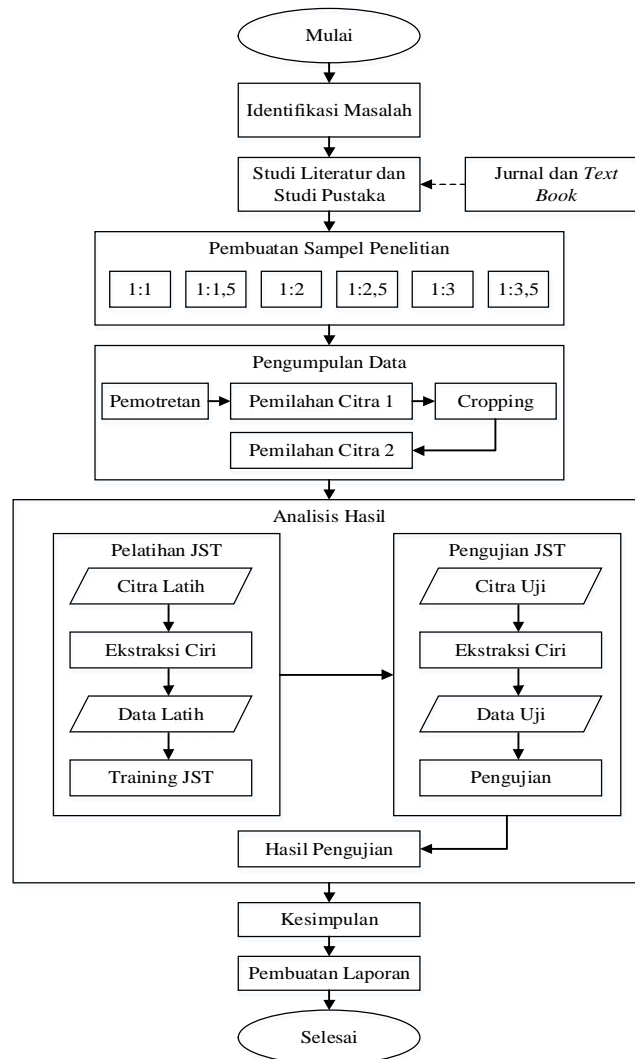 Mulai
Identifikasi Masalah
Studi Literatur dan
Studi Pustaka
Jurnal dan Text
Book
Pembuatan Sampel Penelitian
1:1
1:1,5
1:2
1:2,5
1:3
1:3,5
Pengumpulan Data
Pemotretan
Pemilahan Citra 1
Cropping
Pemilahan Citra 2
Analisis Hasil
Pelatihan JST
Citra Latih
Ekstraksi Ciri
Data Latih
Training JST
Pengujian JST
Citra Uji
Ekstraksi Ciri
Data Uji
Pengujian
Hasil Pengujian
Kesimpulan
Pembuatan Laporan
Selesai